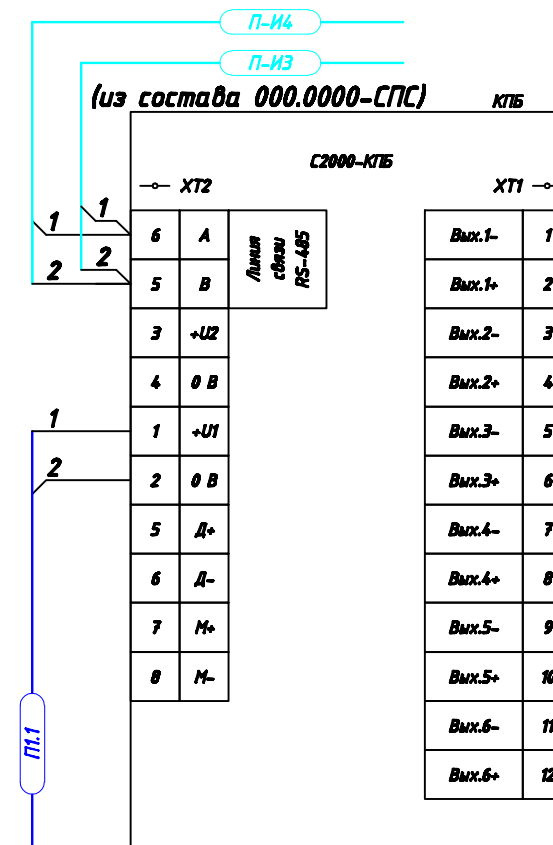 П-И4
П-И3
(из состава 000.0000-СПС)
КПБ
С2000-КПБ
XT2
XT1
1
1
2
2
6 А
5 В
3 +U2
4 0 В
1 +U1
2 0 В
5 Д+
6 Д-
7 М+
8 М-
Линия
связи
RS-485
1
2
П1.1
Вых.1- 1
Вых.1+ 2
Вых.2- 3
Вых.2+ 4
Вых.3- 5
Вых.3+ 6
Вых.4- 7
Вых.4+ 8
Вых.5- 9
Вых.5+ 10
Вых.6- 11
Вых.6+ 12